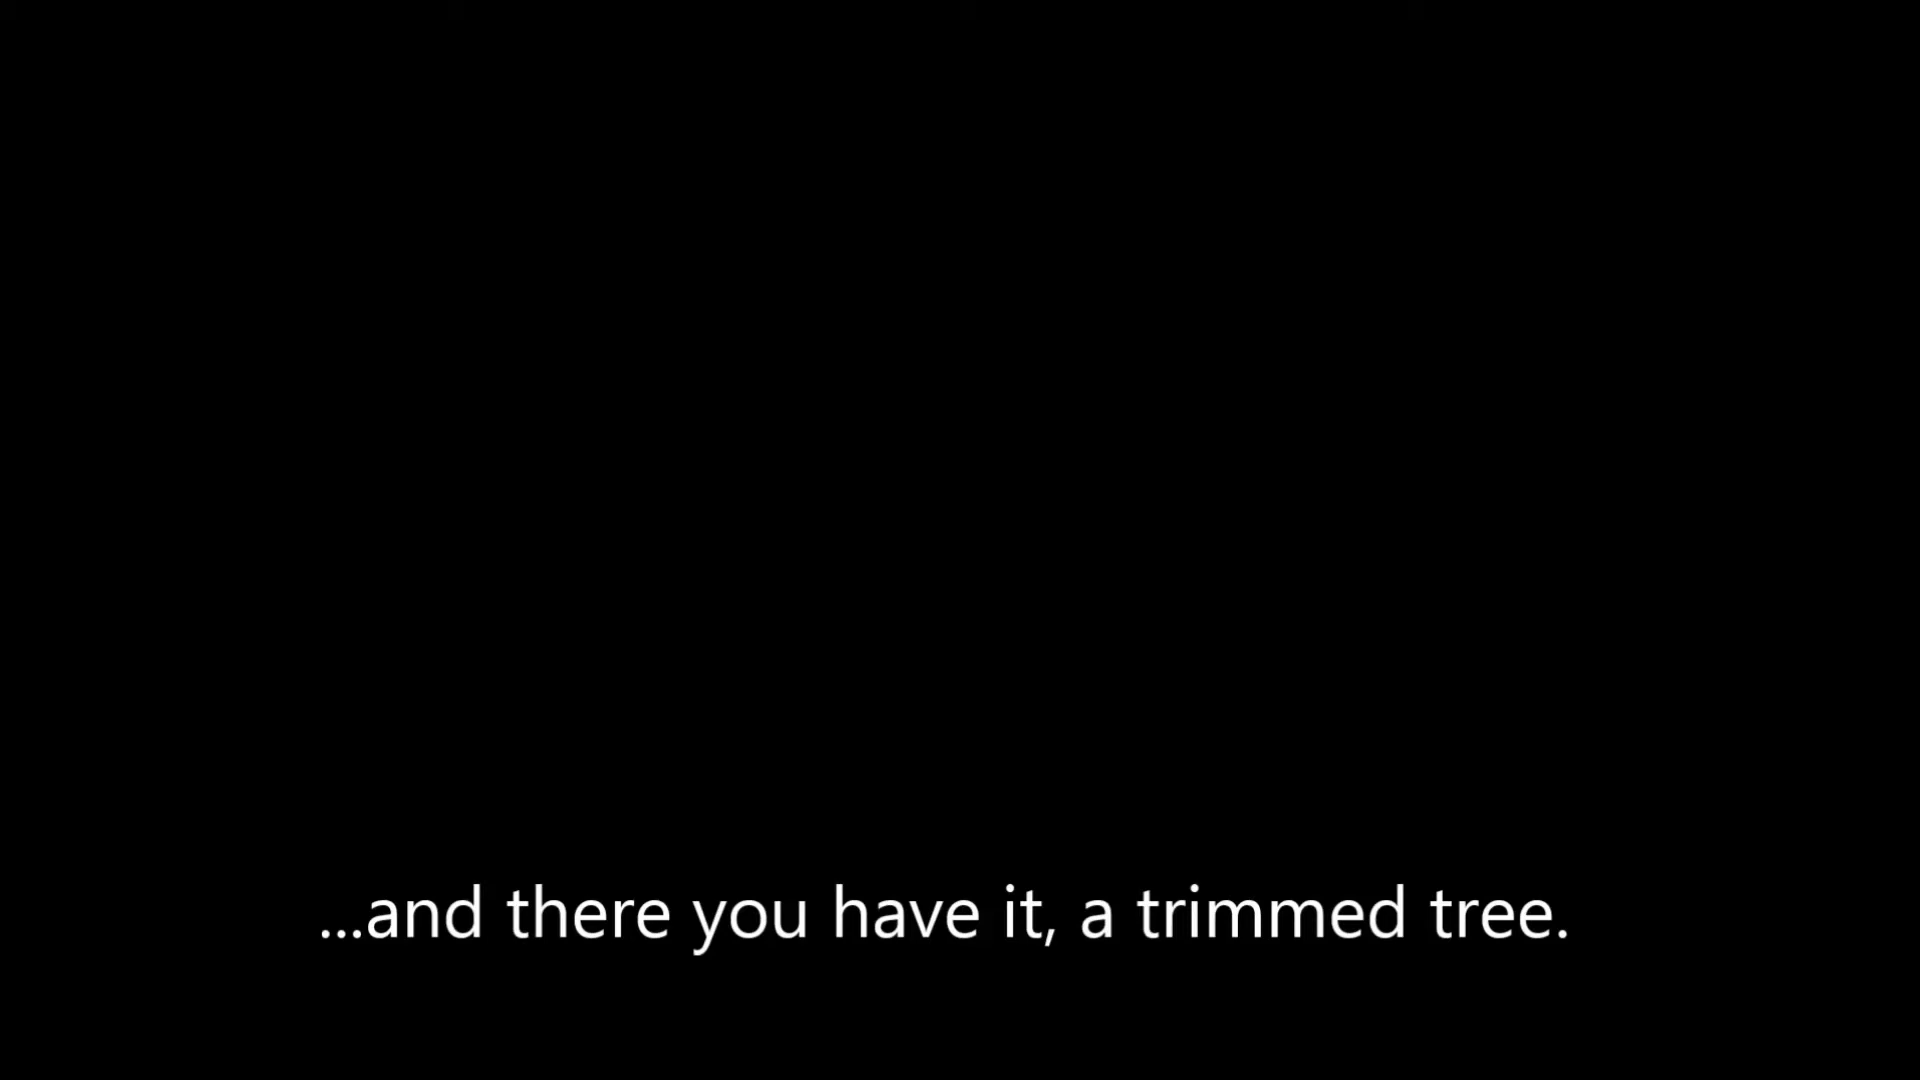 ...and there you have it, a trimmed tree.